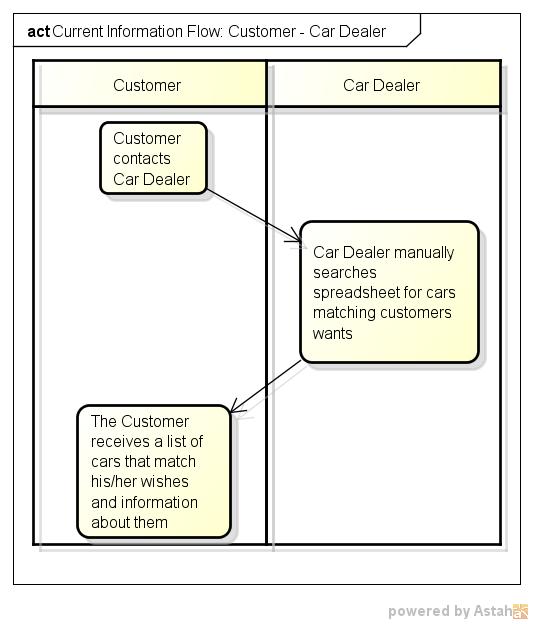 act Current Information Flow: Customer - Car Dealer
Customer
Car Dealer
Customer
contacts
Car Dealer
Car Dealer manually
searches
spreadsheet for cars
matching customers
wants
The Customer
receives a list of
cars that match
his/her wishes
and information
about them
powered by Astah